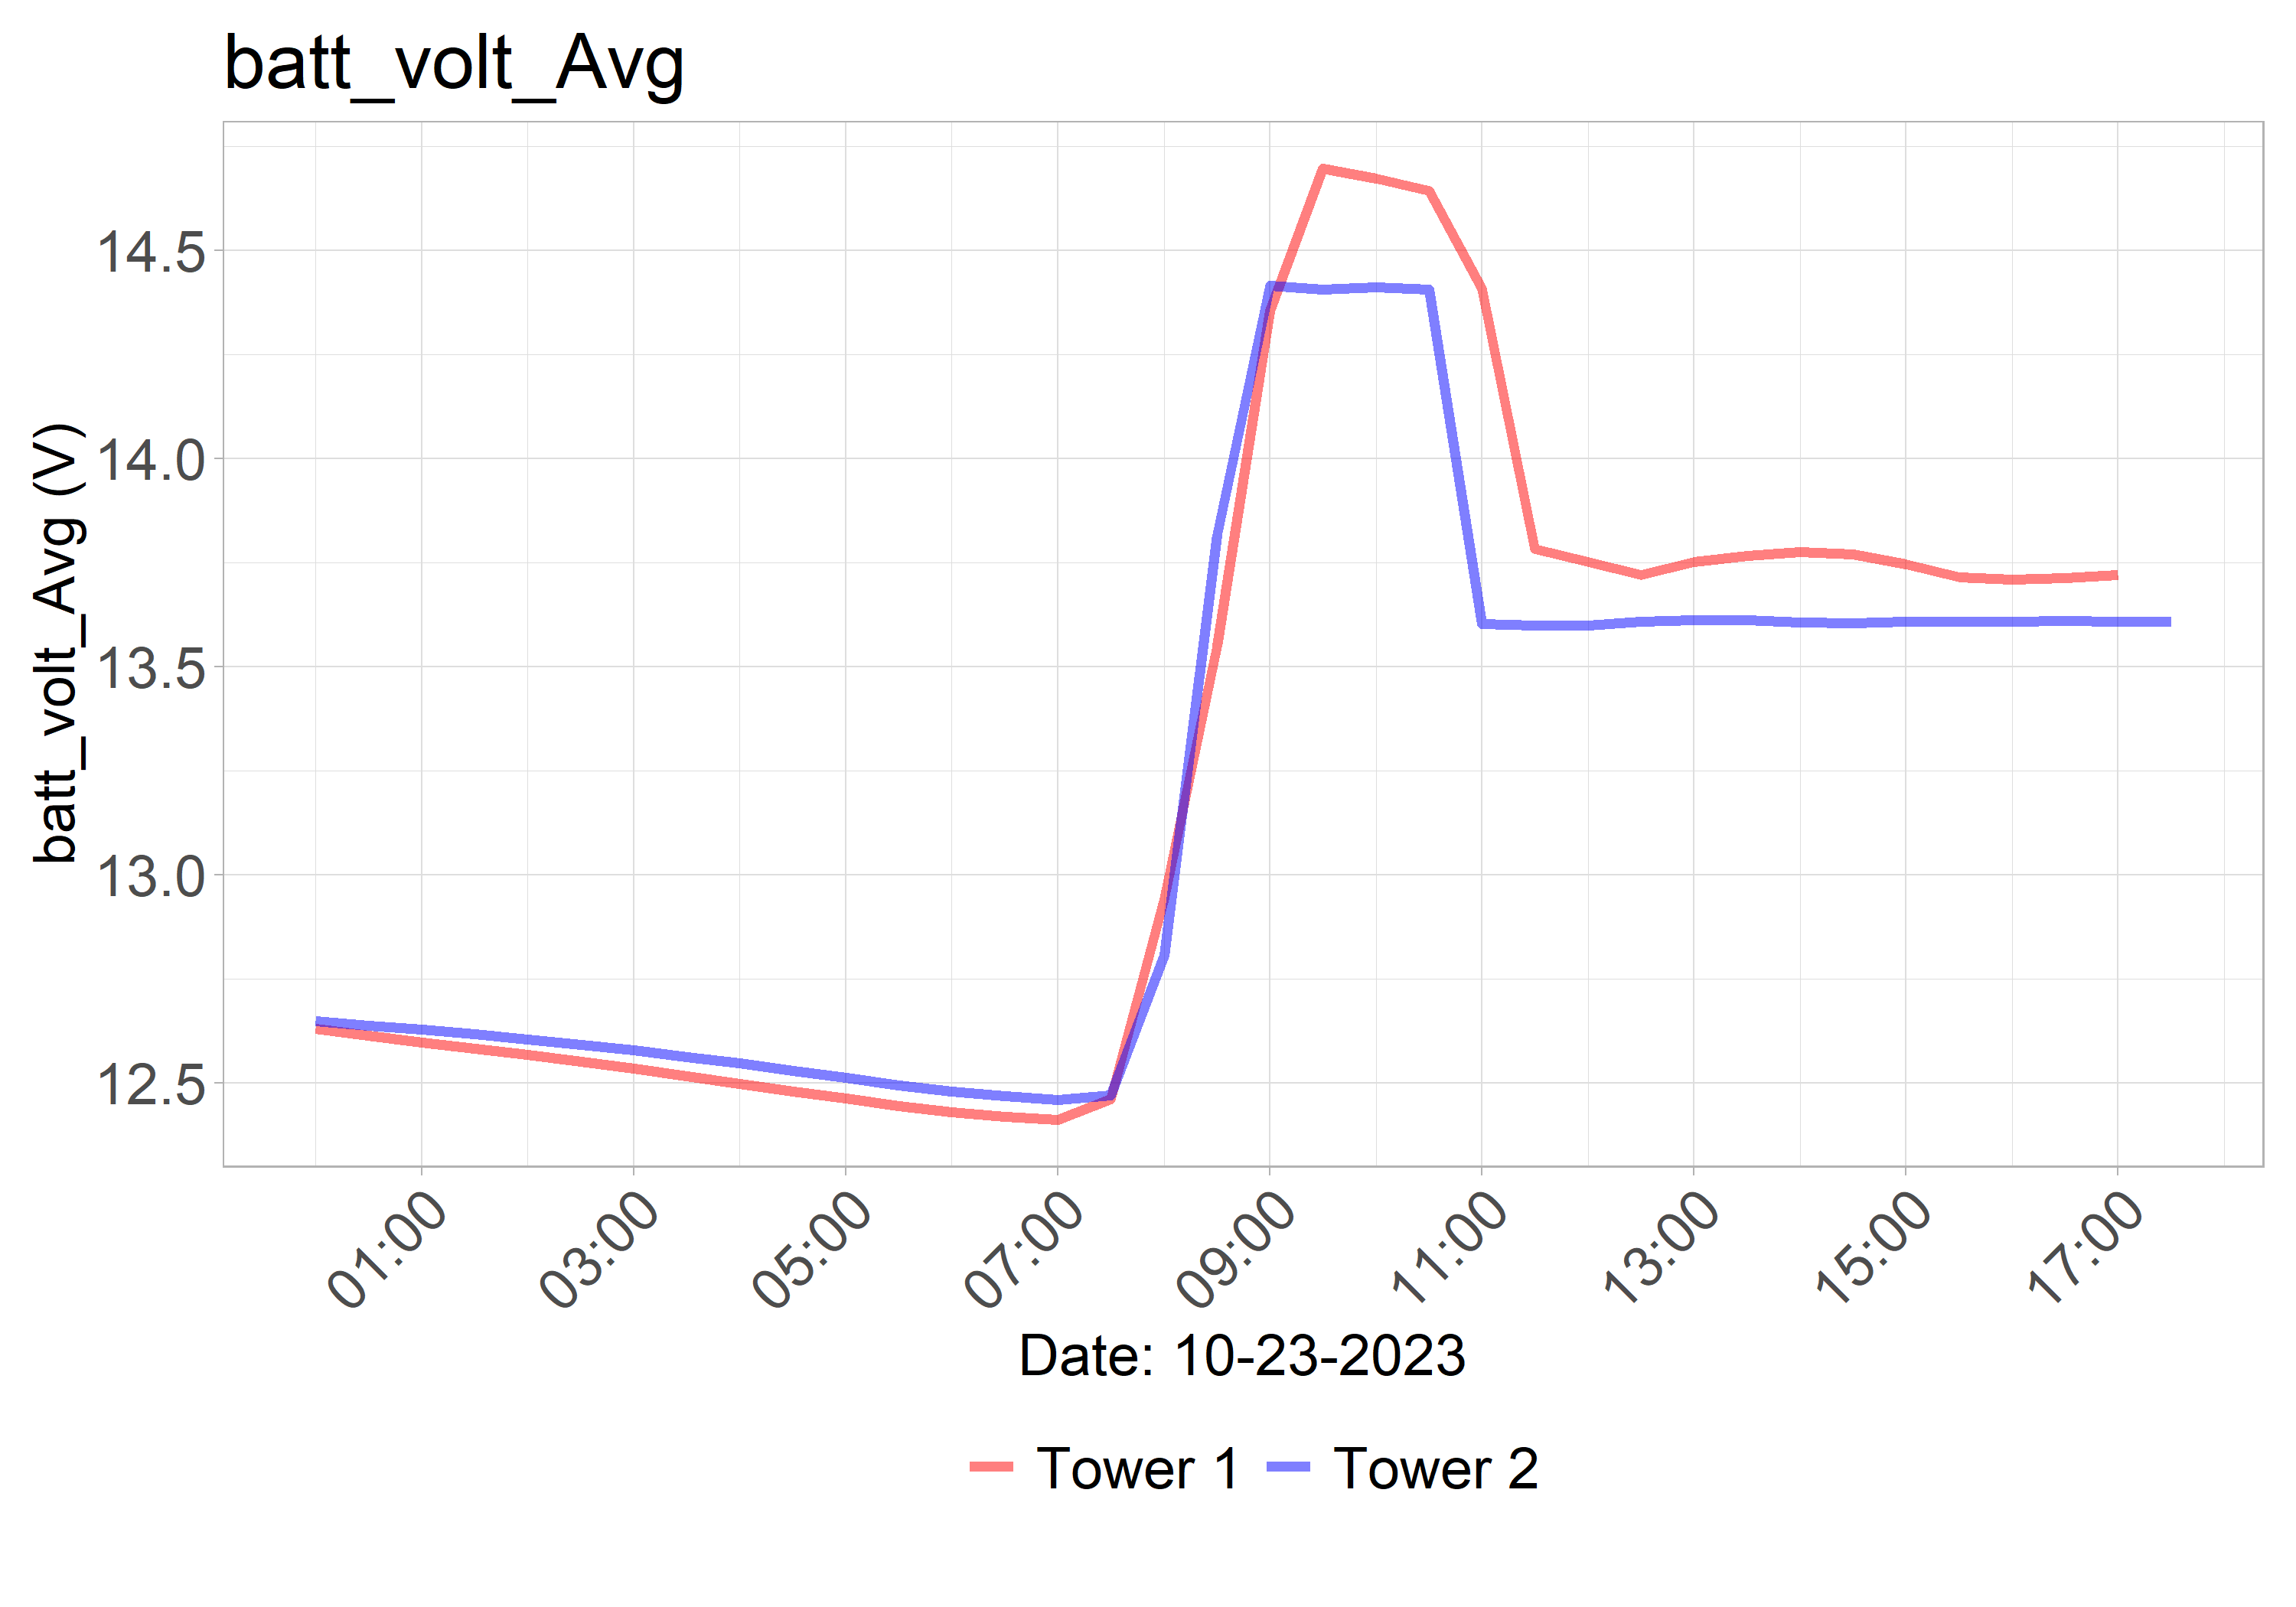 batt_volt_Avg
batt_volt_Avg (V)
14.5
14.0
13.5
13.0
12.5
01:00 03:00 05:00 07:00 09:00 11:00 13:00 15:00 17:00
Date: 10-23-2023
Tower 1 Tower 2